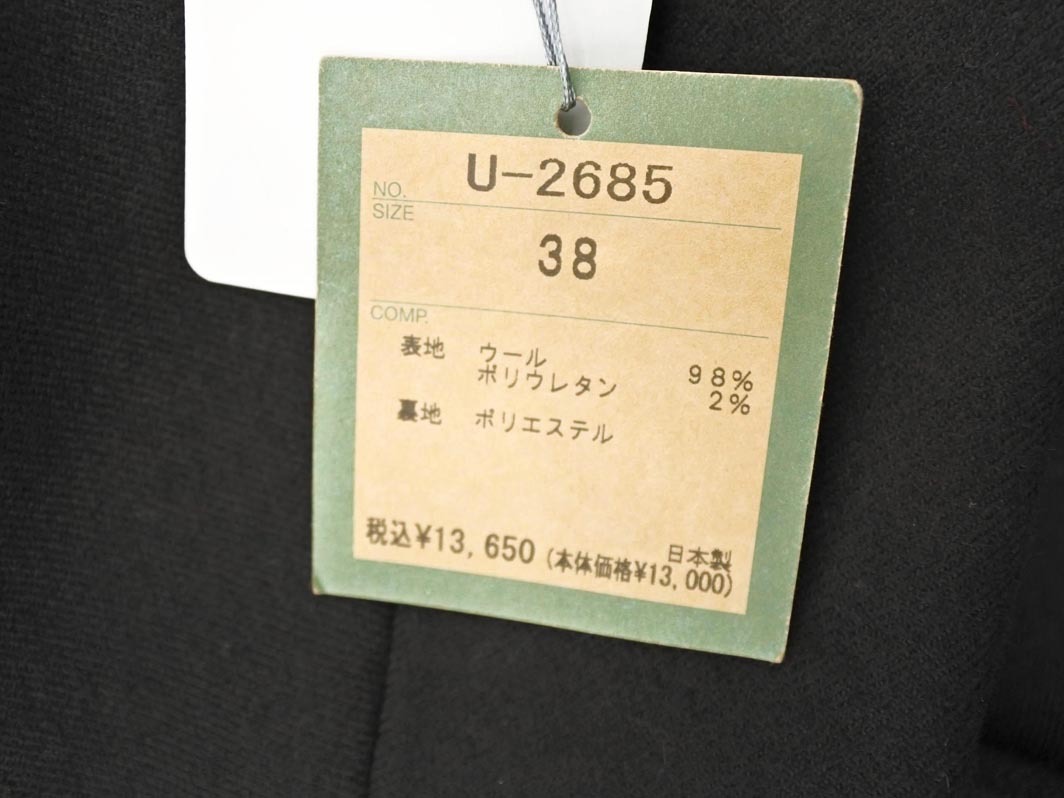 NO. U-2685
SIZE
38
COMP.
表地 ウール 98%
ポリウレタン 2%
裏地 ポリエステル
日本製
税込¥13,650 (本体価格¥13,000)